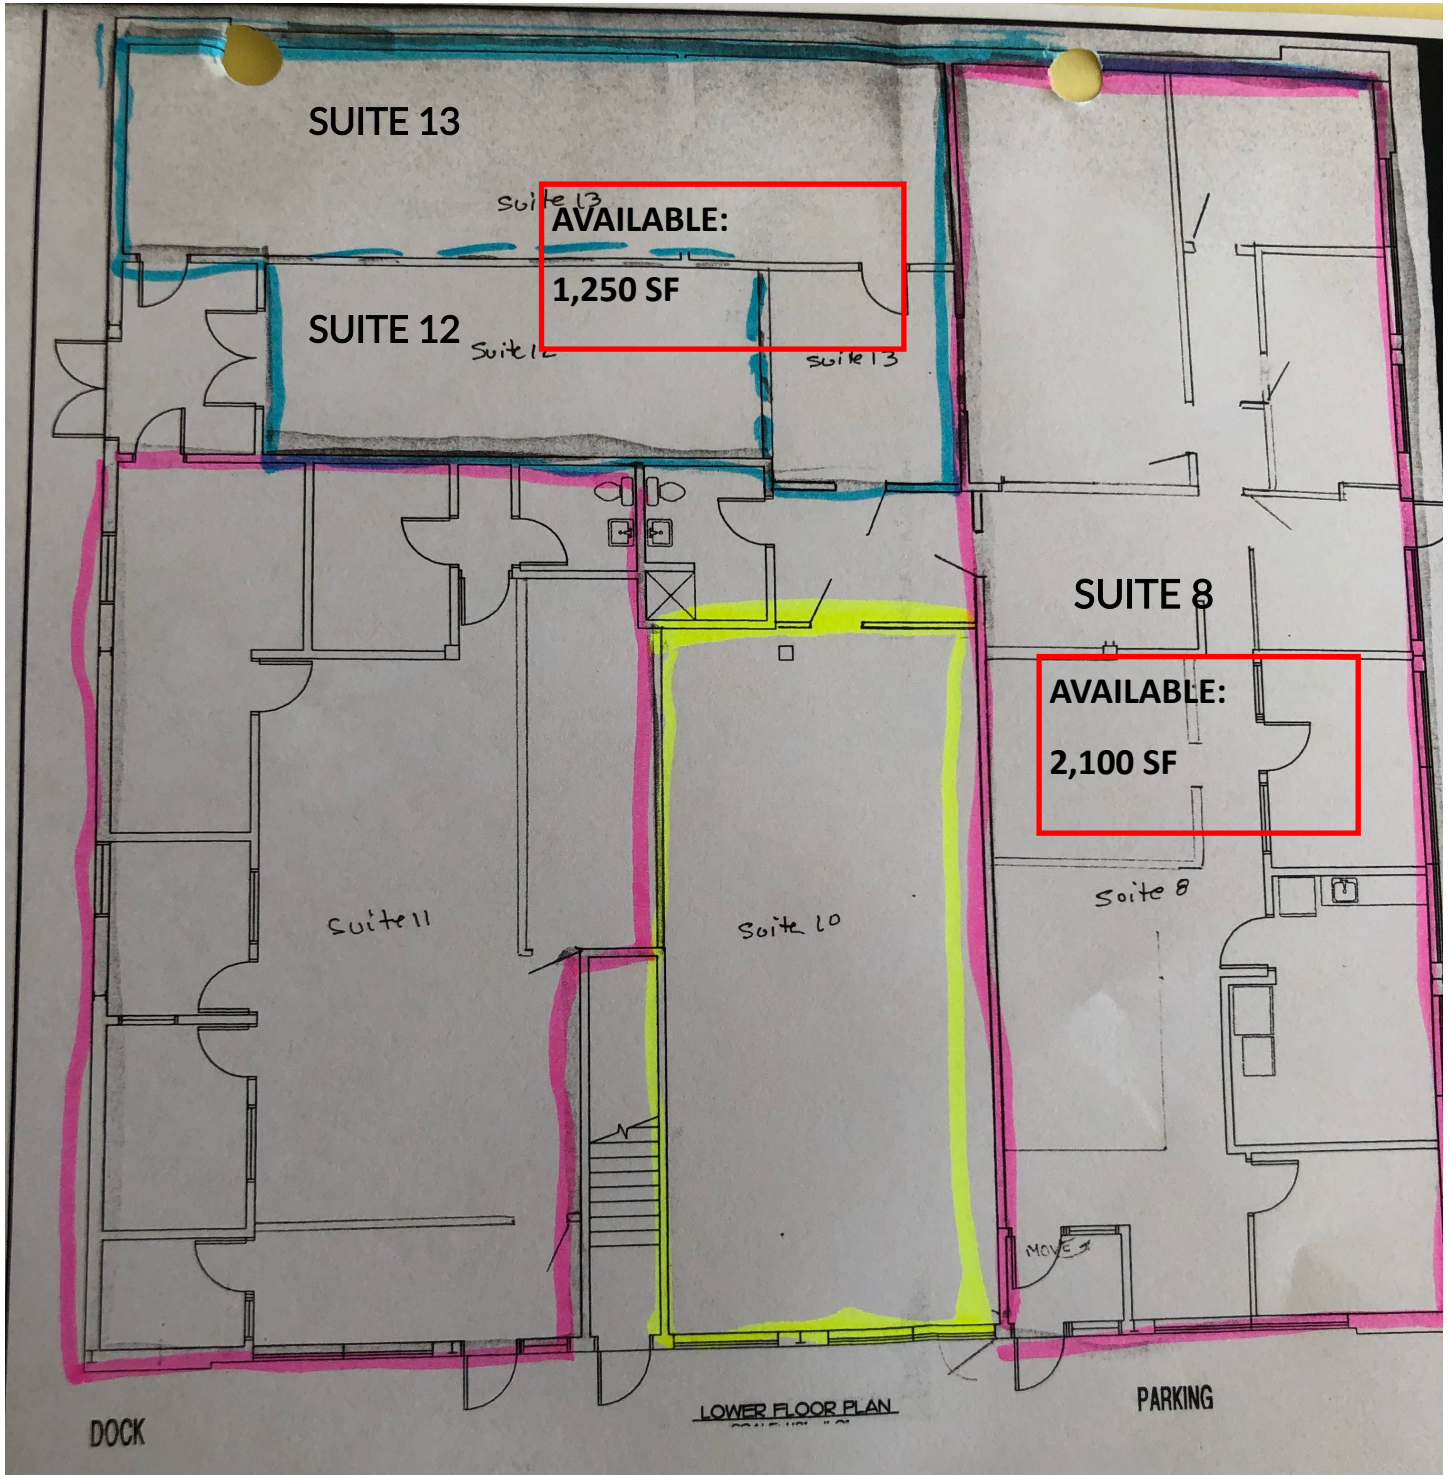 SUITE 13
Suite 13
AVAILABLE:
1,250 SF
SUITE 12
Suite 12
Suite 13
SUITE 8
AVAILABLE:
2,100 SF
Suite 8
Suite 11
Suite 10
MOVE
LOWER FLOOR PLAN
PARKING
DOCK